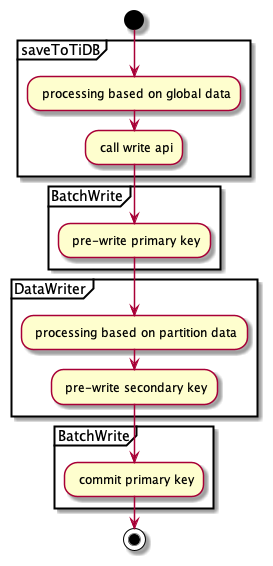 saveToTiDB
processing based on global data
call write api
BatchWrite
pre-write primary key
DataWriter
processing based on partition data
pre-write secondary key
BatchWrite
commit primary key